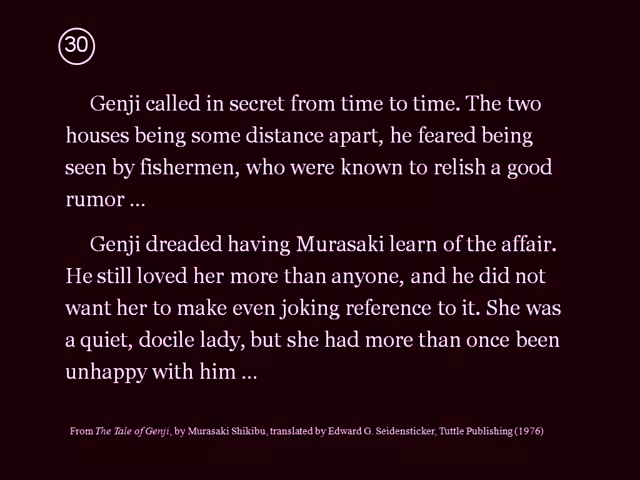 30
Genji called in secret from time to time. The two
houses being some distance apart, he feared being
seen by fishermen, who were known to relish a good
rumor ...
Genji dreaded having Murasaki learn of the affair.
He still loved her more than anyone, and he did not
want her to make even joking reference to it. She was
a quiet, docile lady, but she had more than once been
unhappy with him ...
From The Tale of Genji, by Murasaki Shikibu, translated by Edward G. Seidensticker, Tuttle Publishing (1976)